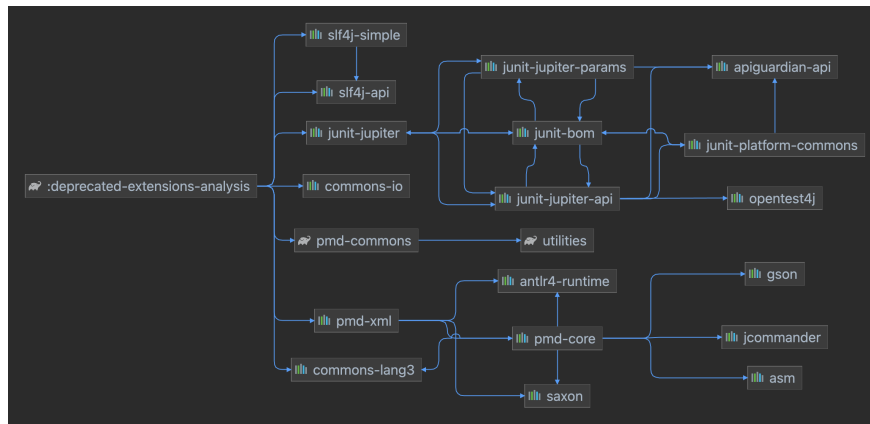 slf4j-simple
junit-jupiter-params
apiguardian-api
slf4j-api
junit-jupiter
junit-bom
junit-platform-commons
:deprecated-extensions-analysis
commons-io
junit-jupiter-api
opentest4j
pmd-commons
utilities
antlr4-runtime
gson
pmd-xml
pmd-core
jcommander
commons-lang3
asm
saxon